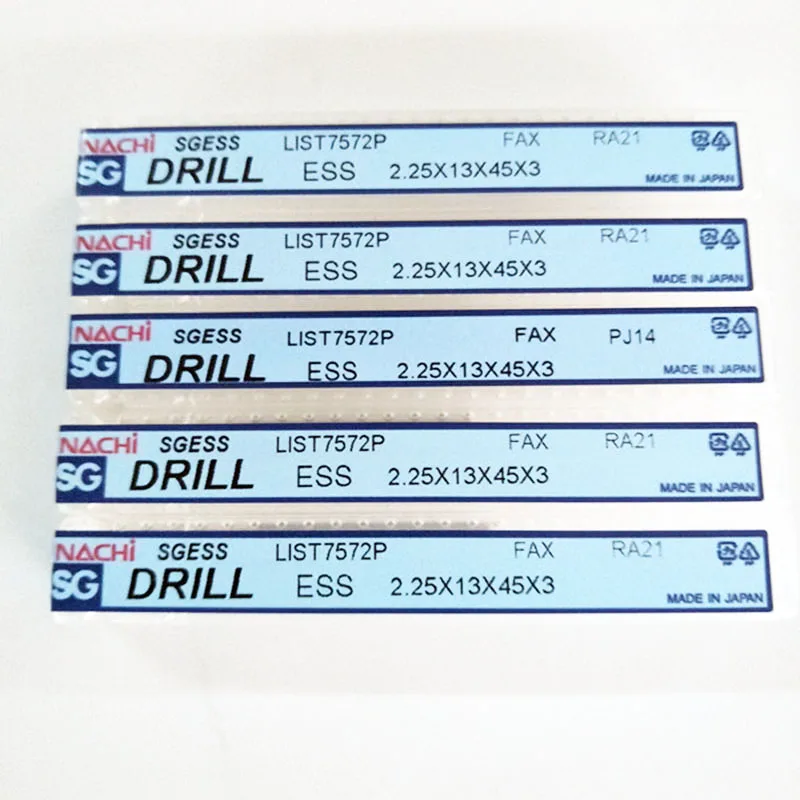 NACHi SGESS LIST7572P FAX RA21
SG DRILL ESS 2.25X13X45X3 MADE IN JAPAN
NACHi SGESS LIST7572P FAX RA21
SG DRILL ESS 2.25X13X45X3 MADE IN JAPAN
NACHi SGESS LIST7572P FAX PJ14
SG DRILL ESS 2.25X13X45X3 MADE IN JAPAN
NACHi SGESS LIST7572P FAX RA21
SG DRILL ESS 2.25X13X45X3 MADE IN JAPAN
NACHi SGESS LIST7572P FAX RA21
SG DRILL ESS 2.25X13X45X3 MADE IN JAPAN